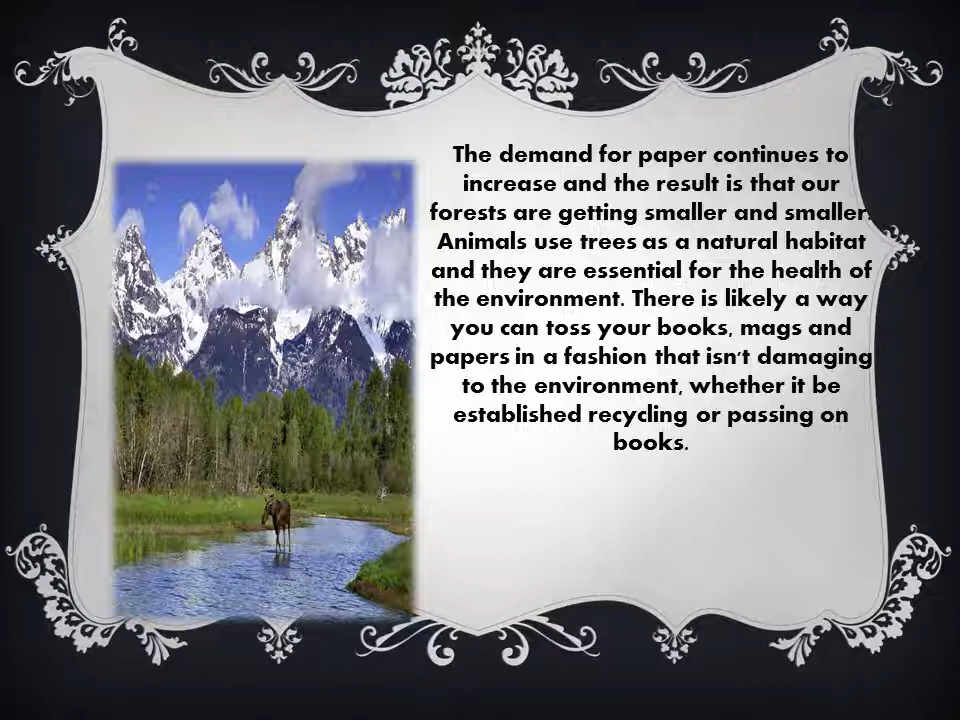 The demand for paper continues to
increase and the result is that our
forests are getting smaller and smaller.
Animals use trees as a natural habitat
and they are essential for the health of
the environment. There is likely a way
you can toss your books, mags and
papers in a fashion that isn't damaging
to the environment, whether it be
established recycling or passing on
books.